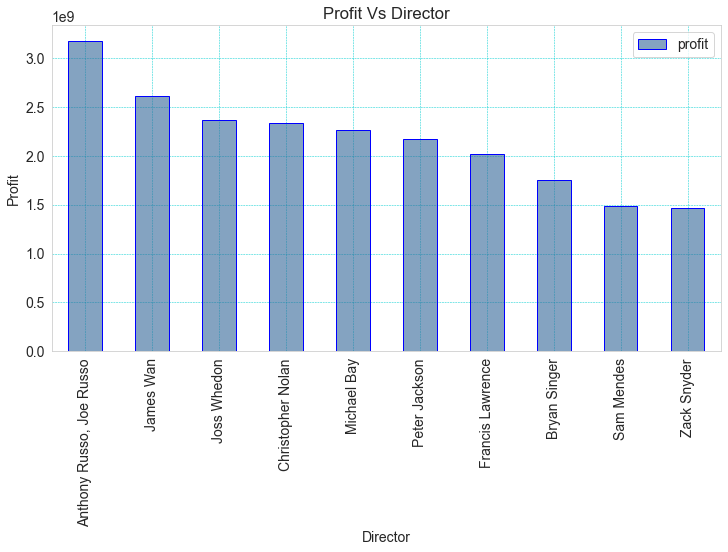 Profit Vs Director
1e9
profit
3.0
2.5
2.0
1.5
1.0
0.5
0.0
Profit
Anthony Russo, Joe Russo
James Wan
Joss Whedon
Christopher Nolan
Michael Bay
Peter Jackson
Francis Lawrence
Bryan Singer
Sam Mendes
Zack Snyder
Director